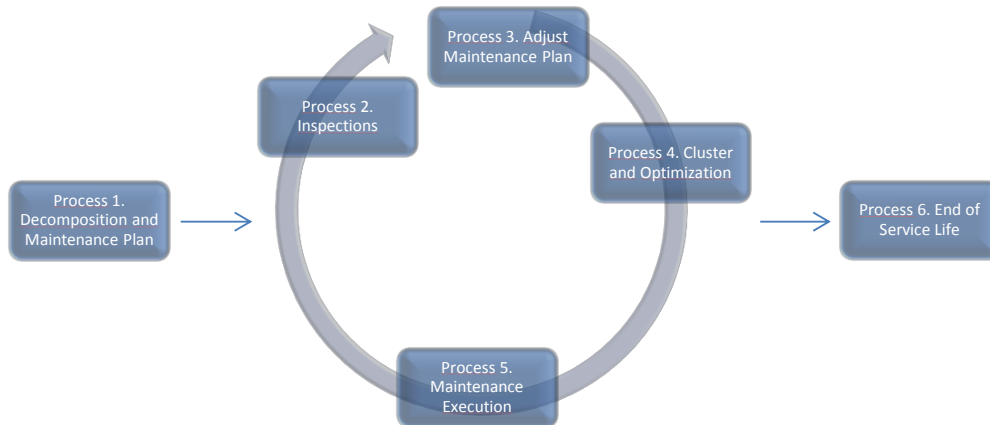 Process 1.
Decomposition and
Maintenance Plan
Process 2.
Inspections
Process 3. Adjust
Maintenance Plan
Process 4. Cluster
and Optimization
Process 5.
Maintenance
Execution
Process 6. End of
Service Life